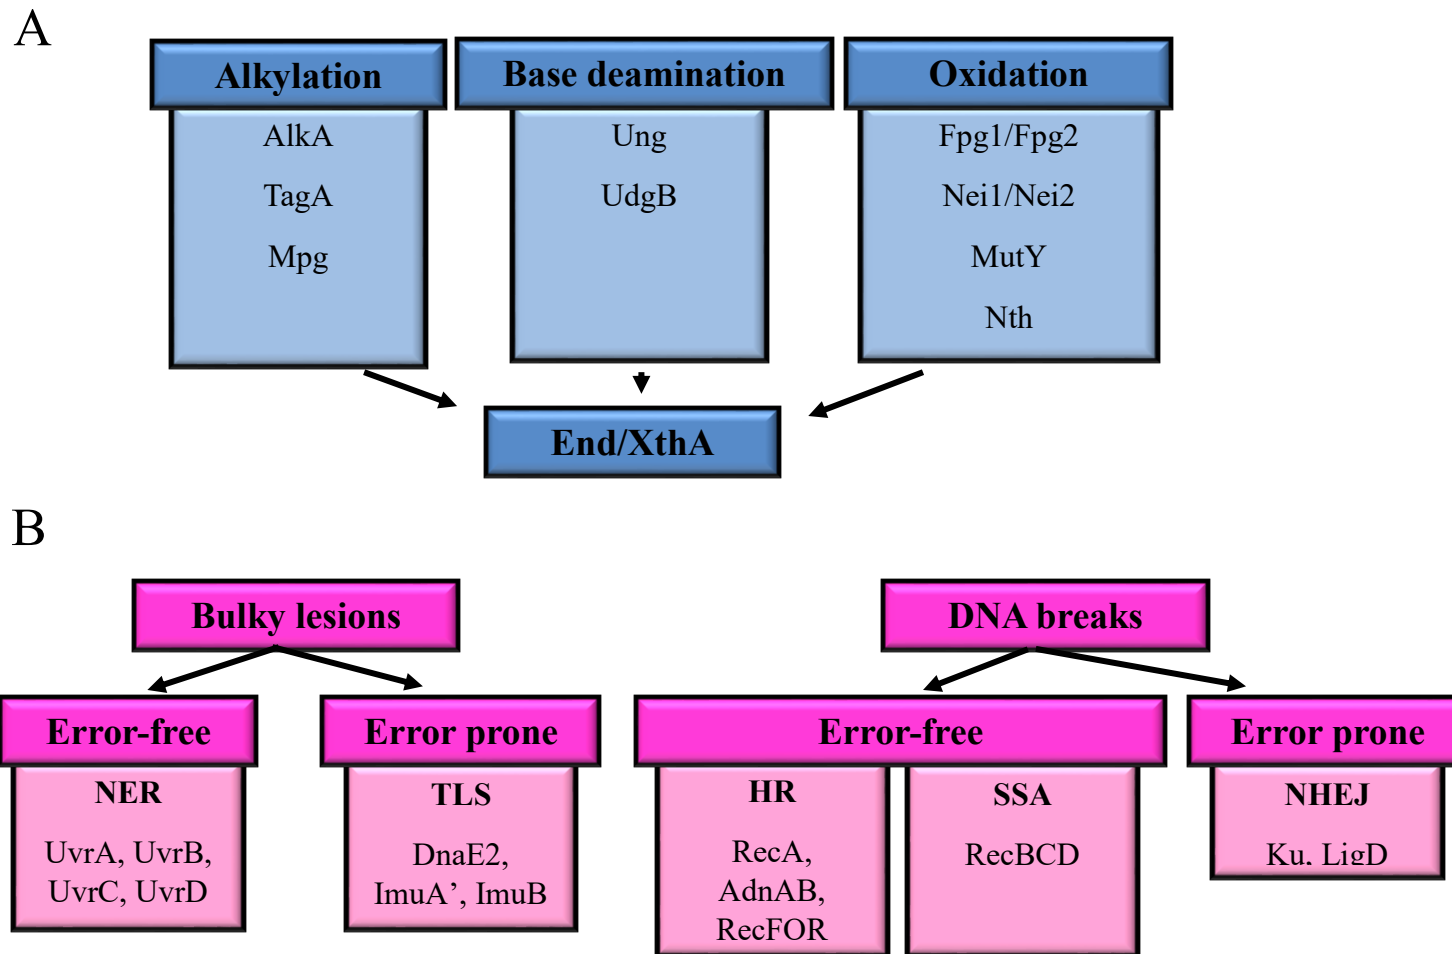 A
Alkylation
AlkA
TagA
Mpg
Base deamination
Ung
UdgB
Oxidation
Fpg1/Fpg2
Nei1/Nei2
MutY
Nth
End/XthA
B
Bulky lesions
Error-free
NER
UvrA, UvrB,
UvrC, UvrD
Error prone
TLS
DnaE2,
ImuA’, ImuB
DNA breaks
Error-free
HR
RecA,
AdnAB,
RecFOR
SSA
RecBCD
Error prone
NHEJ
Ku, LigD